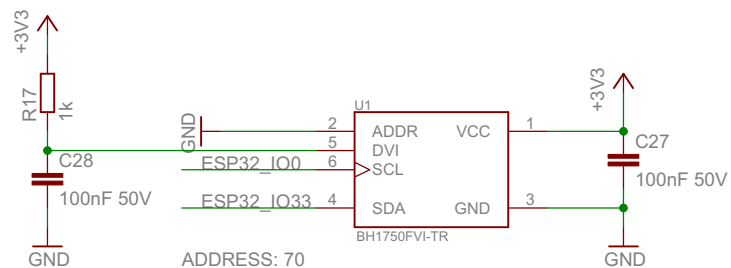 +3V3
R17
1k
C28
100nF 50V
GND
GND
ESP32_IO0
ESP32_IO33
ADDRESS: 70
U1
2
5
6
4
ADDR
DVI
SCL
SDA
VCC
GND
1
3
BH1750FVI-TR
+3V3
C27
100nF 50V
GND